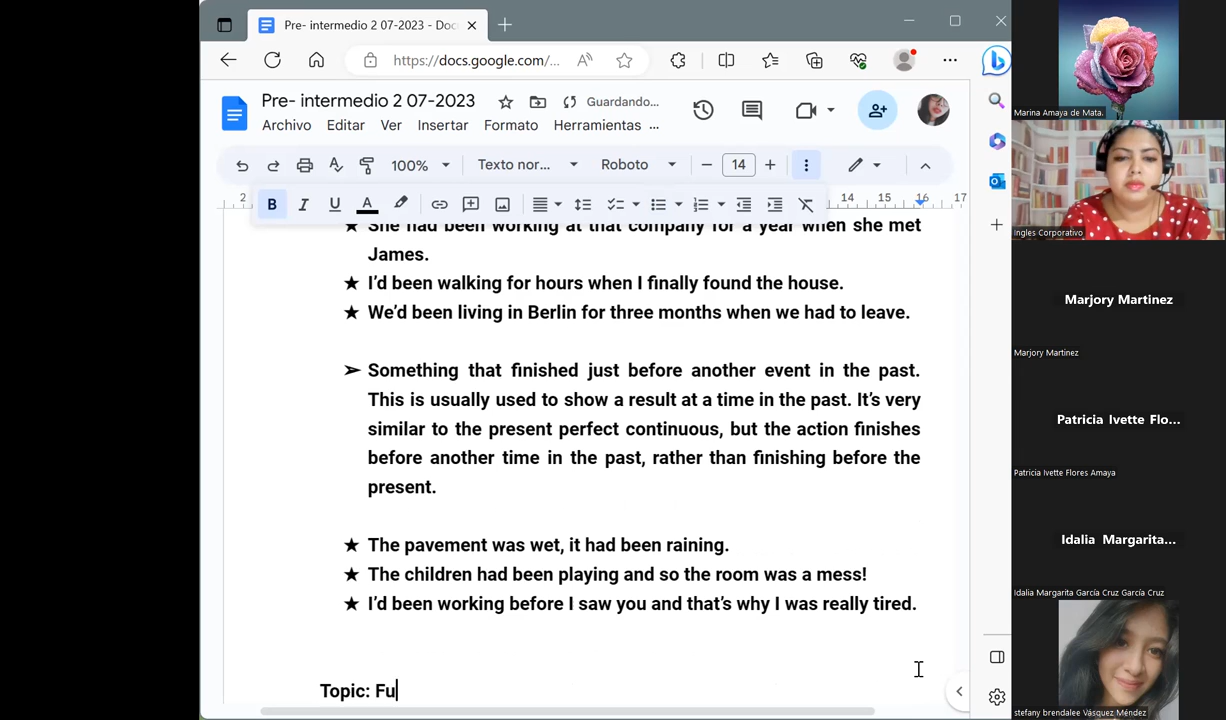 Pre- intermedio 2 07-2023 - Doc
https://docs.google.com/...
Pre- intermedio 2 07-2023
Guardando...
Archivo Editar Ver Insertar Formato Herramientas ...
100% Texto nor... Roboto 14
B I U A
2 14 15 16 17
★ She had been working at that company for a year when she met
James.
★ I'd been walking for hours when I finally found the house.
★ We'd been living in Berlin for three months when we had to leave.
➢ Something that finished just before another event in the past.
This is usually used to show a result at a time in the past. It's very
similar to the present perfect continuous, but the action finishes
before another time in the past, rather than finishing before the
present.
★ The pavement was wet, it had been raining.
★ The children had been playing and so the room was a mess!
★ I'd been working before I saw you and that's why I was really tired.
Topic: Fu
Marina Amaya de Mata.
Ingles Corporativo
Marjory Martinez
Marjory Martinez
Patricia Ivette Flo...
Patricia Ivette Flores Amaya
Idalia Margarita...
Idalia Margarita García Cruz García Cruz
stefany brendalee Vásquez Méndez